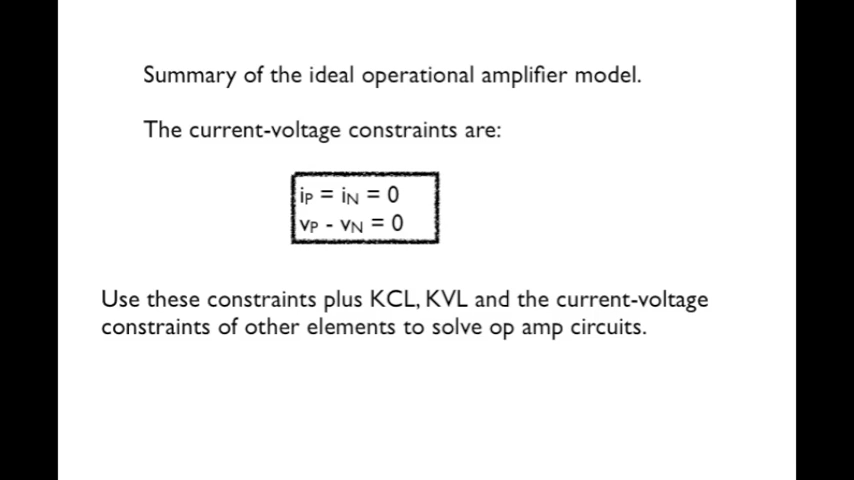 Summary of the ideal operational amplifier model.
The current-voltage constraints are:
iP = iN = 0
vP - vN = 0
Use these constraints plus KCL, KVL and the current-voltage
constraints of other elements to solve op amp circuits.